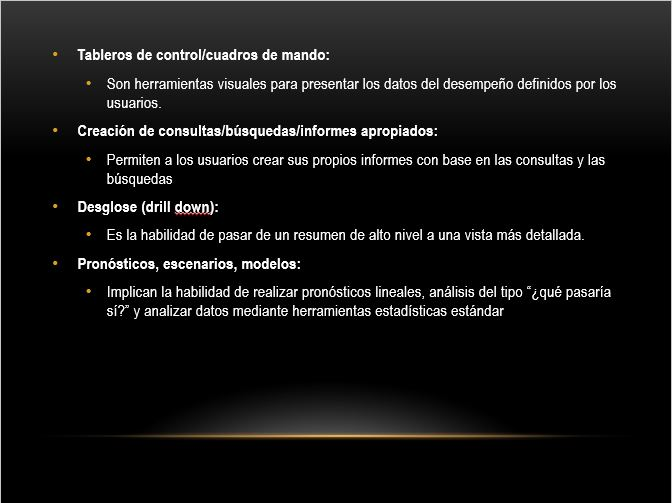 • Tableros de control/cuadros de mando:
• Son herramientas visuales para presentar los datos del desempeño definidos por los
usuarios.
• Creación de consultas/búsquedas/informes apropiados:
• Permiten a los usuarios crear sus propios informes con base en las consultas y las
búsquedas
• Desglose (drill down):
• Es la habilidad de pasar de un resumen de alto nivel a una vista más detallada.
• Pronósticos, escenarios, modelos:
• Implican la habilidad de realizar pronósticos lineales, análisis del tipo “¿qué pasaría
sí?” y analizar datos mediante herramientas estadísticas estándar